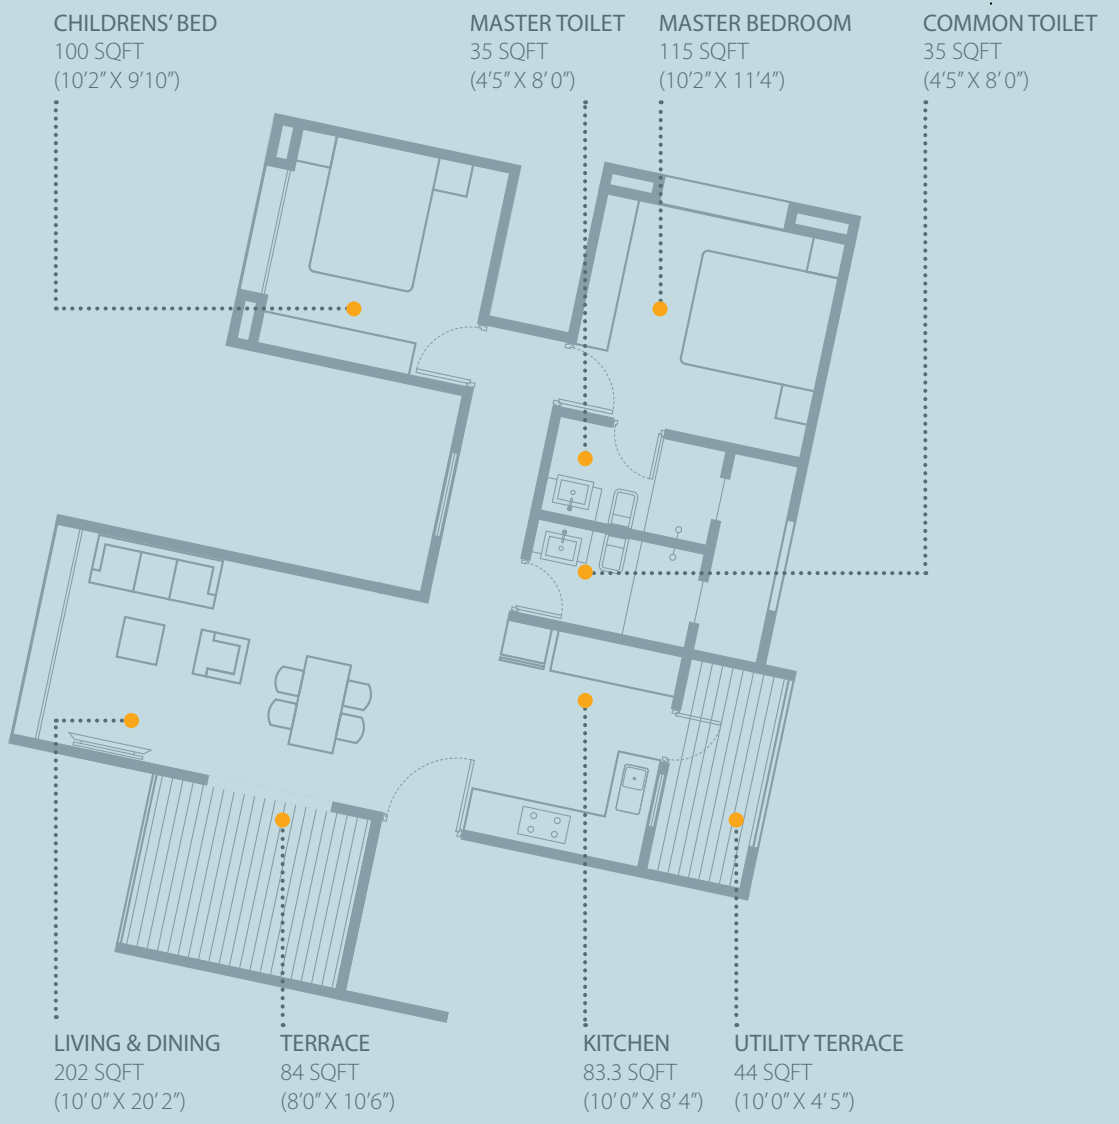 CHILDRENS’ BED
100 SQFT
(10’2” X 9’10”)
MASTER TOILET
35 SQFT
(4’5” X 8’ 0”)
MASTER BEDROOM
115 SQFT
(10’2” X 11’4”)
COMMON TOILET
35 SQFT
(4’5” X 8’ 0”)
LIVING & DINING
202 SQFT
(10’ 0” X 20’ 2”)
TERRACE
84 SQFT
(8’0” X 10’6”)
KITCHEN
83.3 SQFT
(10’ 0” X 8’ 4”)
UTILITY TERRACE
44 SQFT
(10’0” X 4’5”)